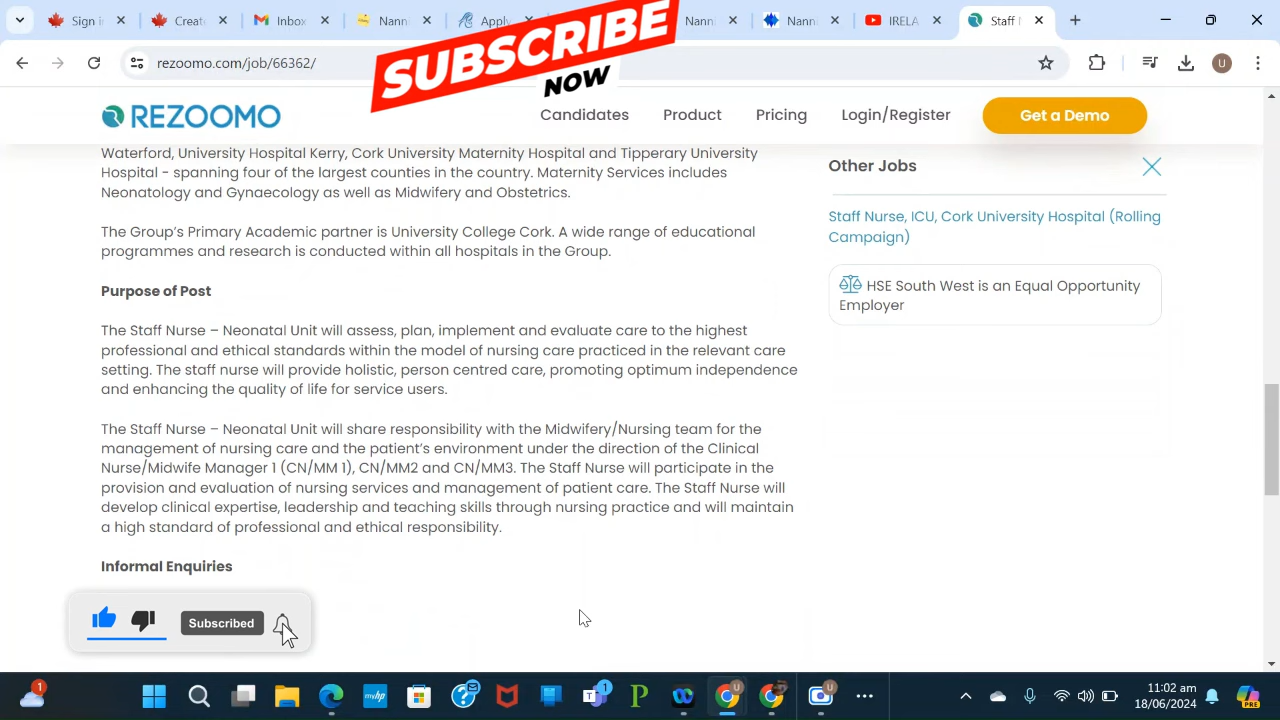 Sign in
Create
Inbox
Nann
Apply
Nanni
Nann
IRELA
Staff N
rezoomo.com/job/66362/
U
SUBSCRIBE
NOW
REZOOMO
Candidates
Product
Pricing
Login/Register
Get a Demo
Waterford, University Hospital Kerry, Cork University Maternity Hospital and Tipperary University
Hospital - spanning four of the largest counties in the country. Maternity Services includes
Neonatology and Gynaecology as well as Midwifery and Obstetrics.
The Group's Primary Academic partner is University College Cork. A wide range of educational
programmes and research is conducted within all hospitals in the Group.
Purpose of Post
The Staff Nurse – Neonatal Unit will assess, plan, implement and evaluate care to the highest
professional and ethical standards within the model of nursing care practiced in the relevant care
setting. The staff nurse will provide holistic, person centred care, promoting optimum independence
and enhancing the quality of life for service users.
The Staff Nurse – Neonatal Unit will share responsibility with the Midwifery/Nursing team for the
management of nursing care and the patient's environment under the direction of the Clinical
Nurse/Midwife Manager 1 (CN/MM 1), CN/MM2 and CN/MM3. The Staff Nurse will participate in the
provision and evaluation of nursing services and management of patient care. The Staff Nurse will
develop clinical expertise, leadership and teaching skills through nursing practice and will maintain
a high standard of professional and ethical responsibility.
Informal Enquiries
Other Jobs
Staff Nurse, ICU, Cork University Hospital (Rolling
Campaign)
HSE South West is an Equal Opportunity
Employer
Subscribed
11:02 am
18/06/2024